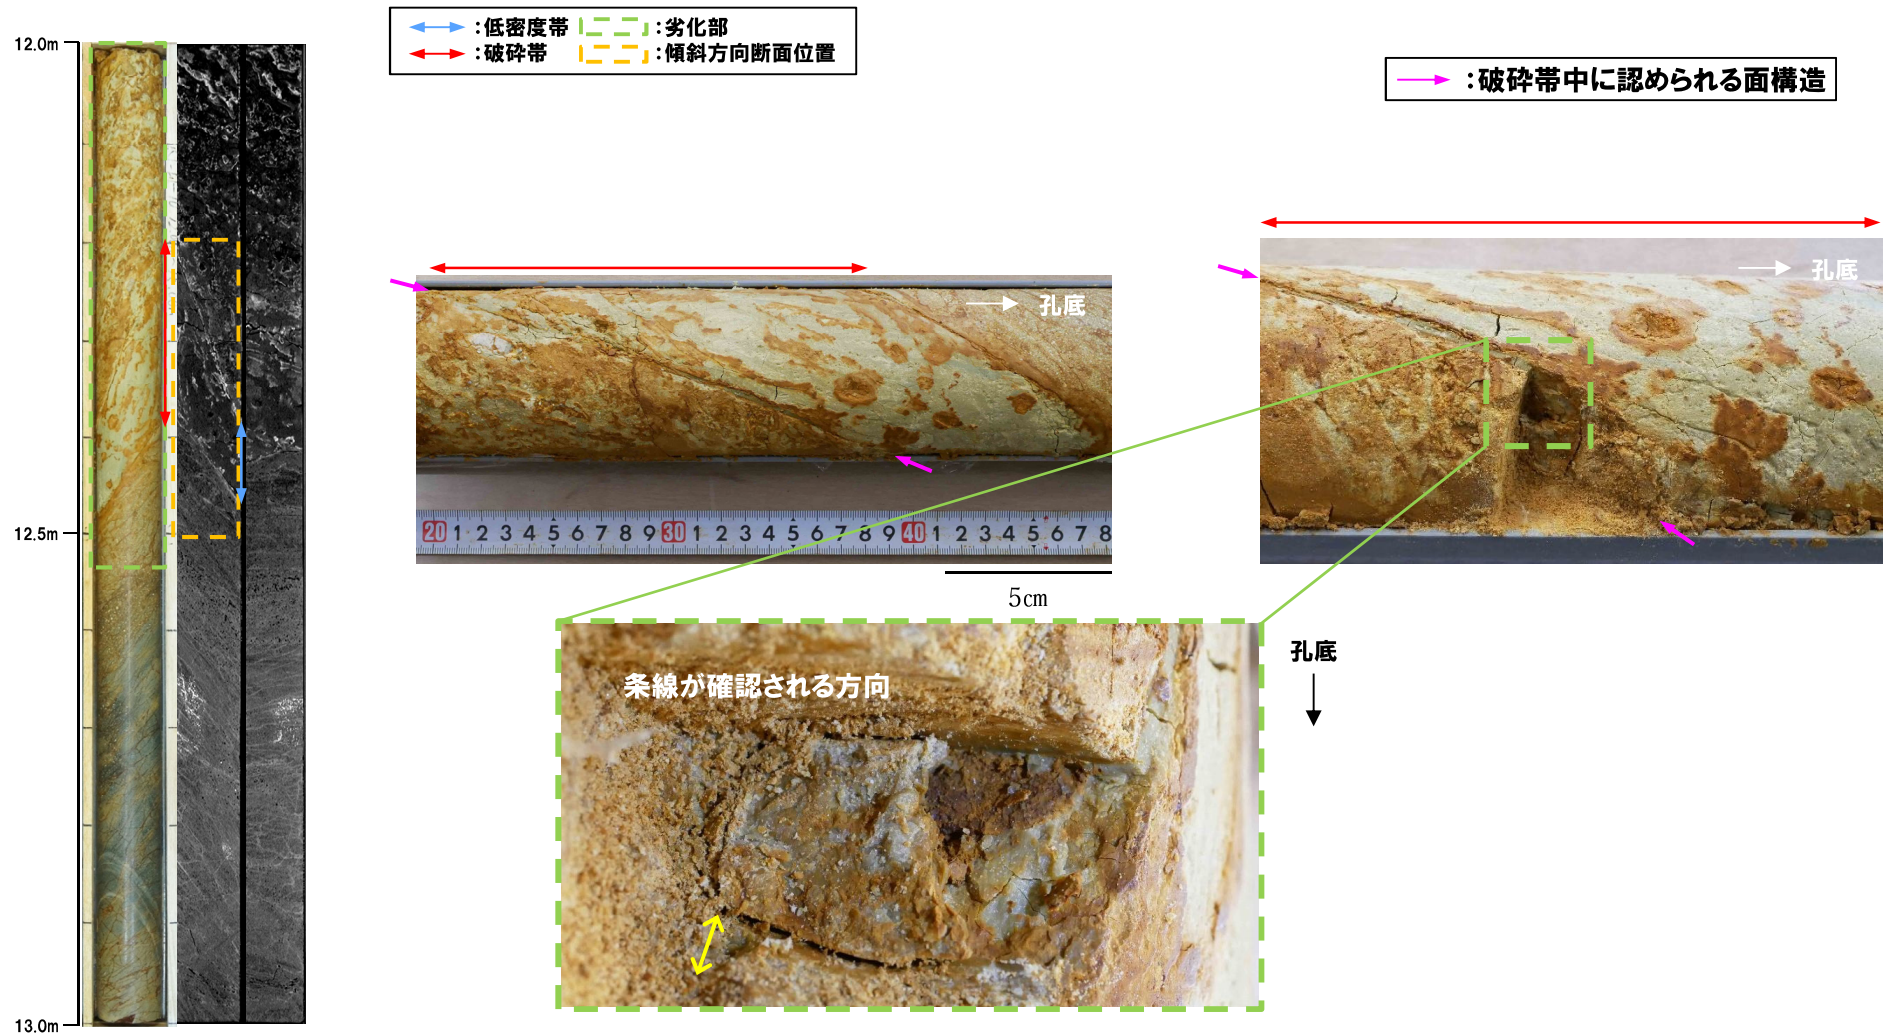 :低密度帯
:劣化部
:破砕帯
:傾斜方向断面位置
:破砕帯中に認められる面構造
12.0m
12.5m
13.0m
孔底
20 1 2 3 4 5 6 7 8 9 30 1 2 3 4 5 6 7 8 9 40 1 2 3 4 5 6 7 8
5cm
孔底
条線が確認される方向
孔底